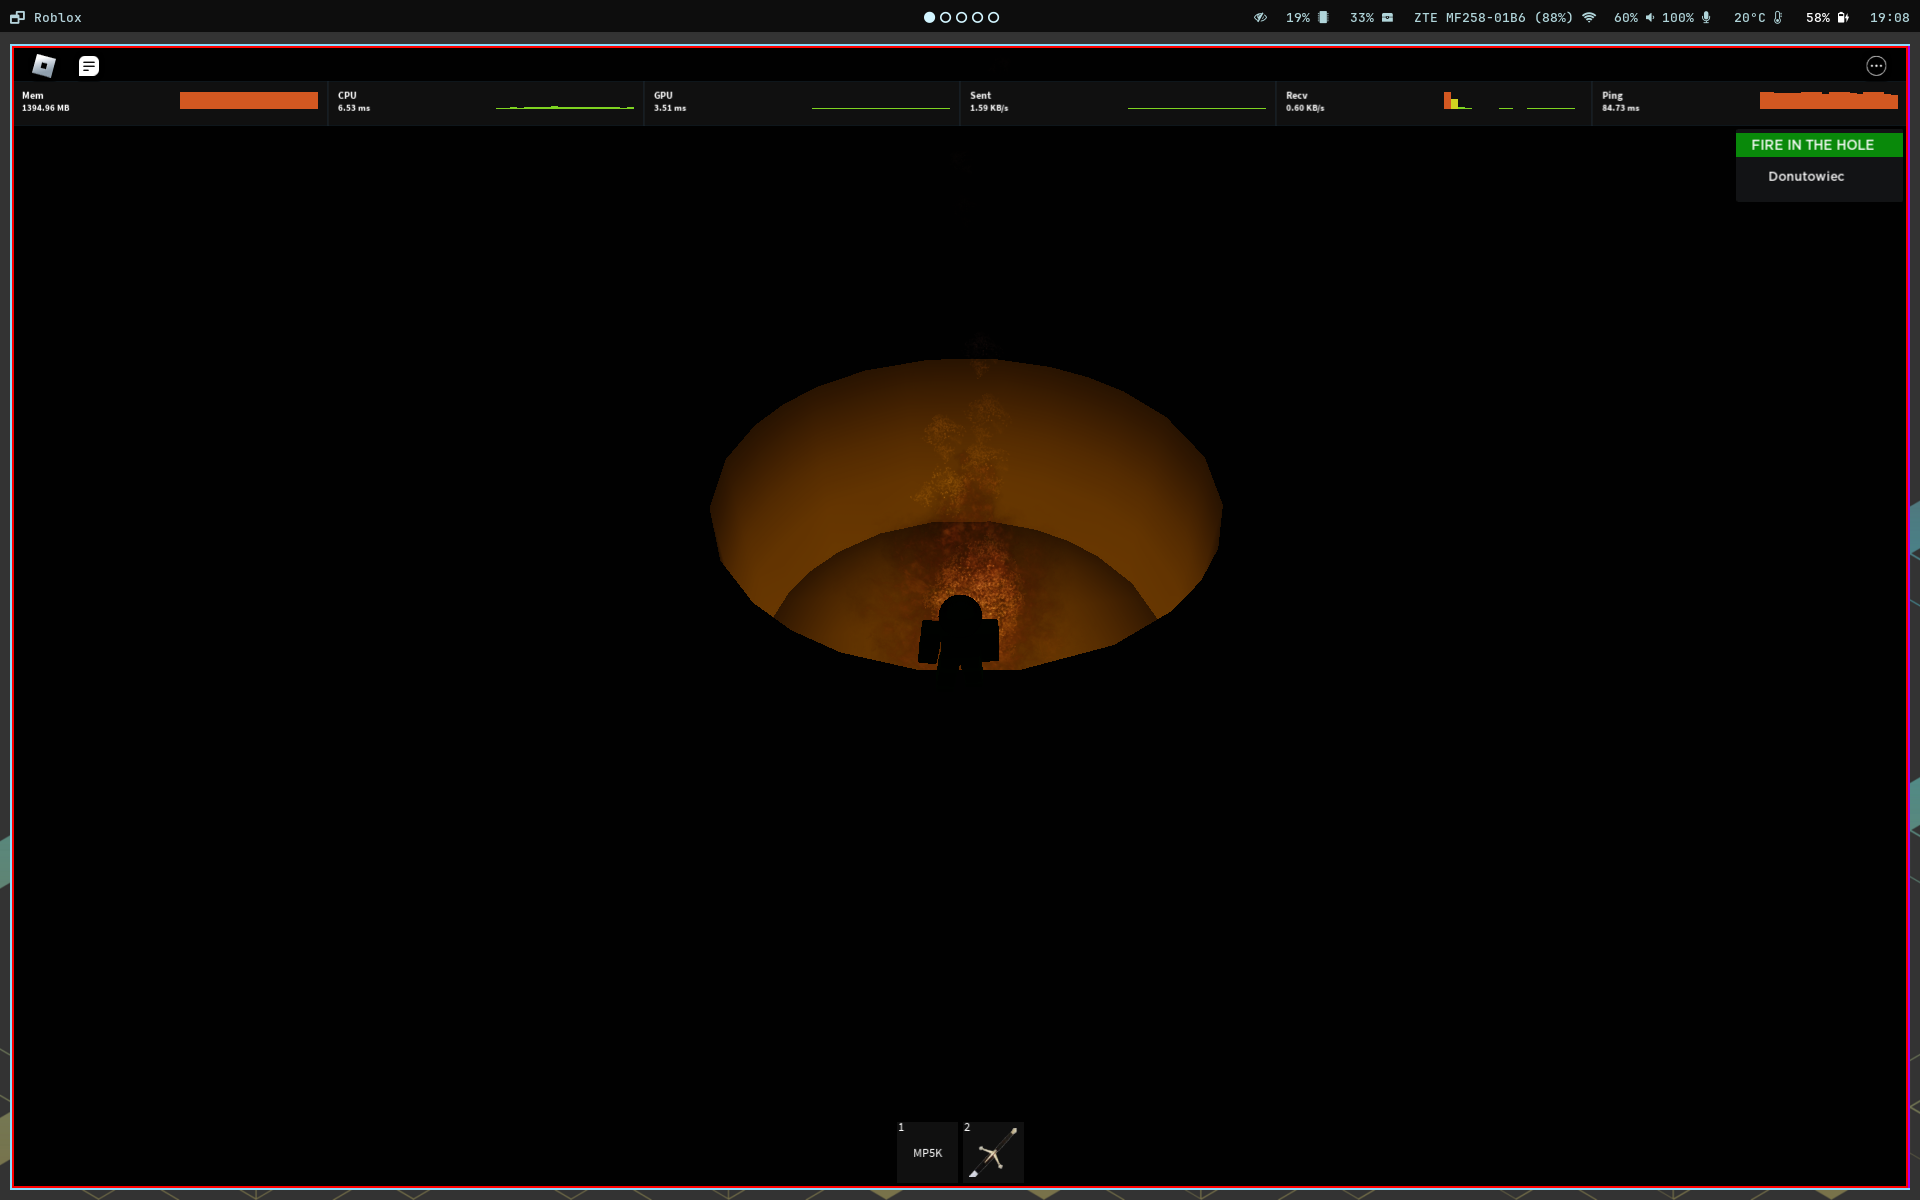 Roblox
19%
33%
ZTE MF258-01B6 (88%)
60%
100%
20°C
58%
19:08
Mem
1394.96 MB
CPU
6.53 ms
GPU
3.51 ms
Sent
1.59 KB/s
Recv
0.60 KB/s
Ping
84.73 ms
FIRE IN THE HOLE
Donutowiec
1
MP5K
2